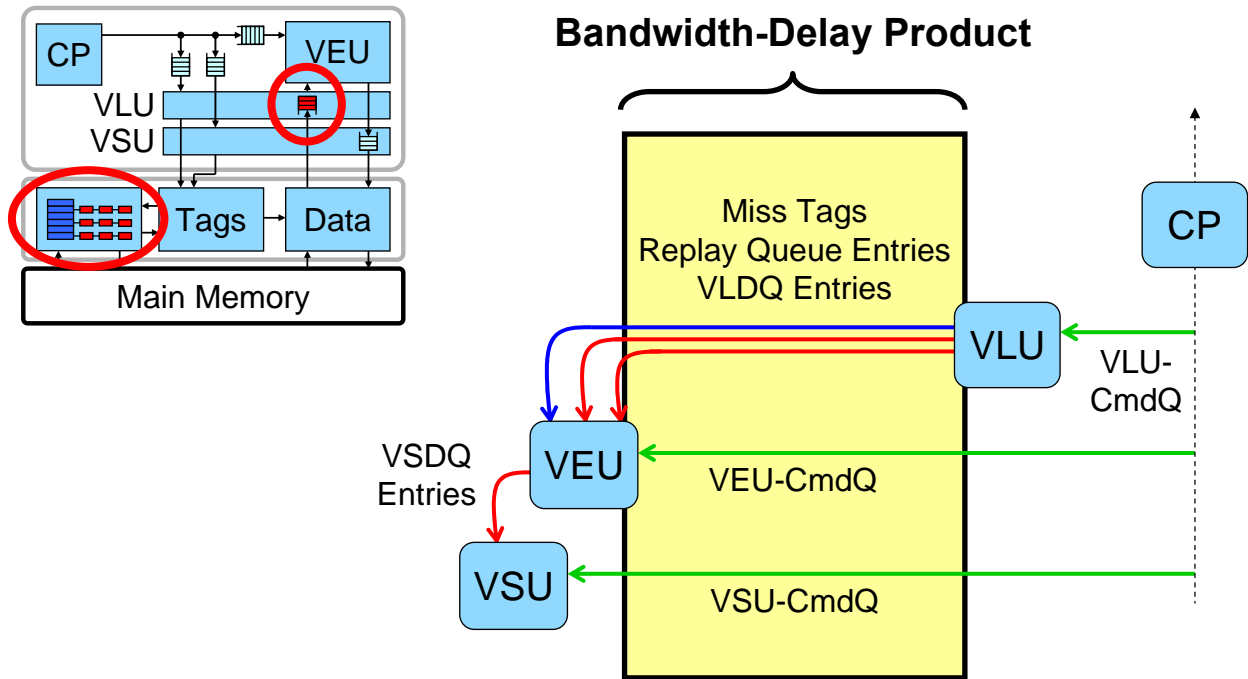 CP
VEU
VLU
VSU
Tags
Data
Main Memory
Bandwidth-Delay Product
Miss Tags
Replay Queue Entries
VLDQ Entries
CP
VLU
VLU-
CmdQ
VSDQ
Entries
VEU
VEU-CmdQ
VSU
VSU-CmdQ